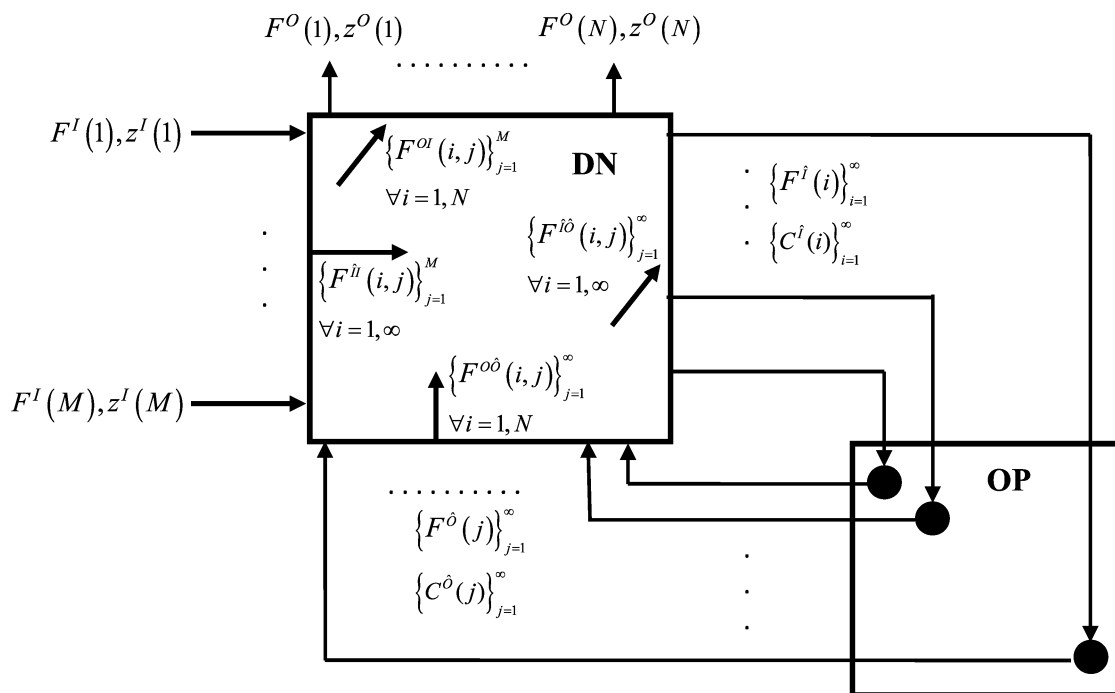 F^O(1), z^O(1)
F^O(N), z^O(N)
. . . . . . . . . .
F^I(1), z^I(1)
{F^{OI}(i, j)}_{j=1}^{M}
∀i = 1, N
DN
{F^{Î}(i)}_{i=1}^{∞}
{C^{Î}(i)}_{i=1}^{∞}
{F^{ÎÔ}(i, j)}_{j=1}^{∞}
∀i = 1, ∞
{F^{ÎI}(i, j)}_{j=1}^{M}
∀i = 1, ∞
{F^{OÔ}(i, j)}_{j=1}^{∞}
∀i = 1, N
F^I(M), z^I(M)
OP
. . . . . . . . . .
{F^{Ô}(j)}_{j=1}^{∞}
{C^{Ô}(j)}_{j=1}^{∞}